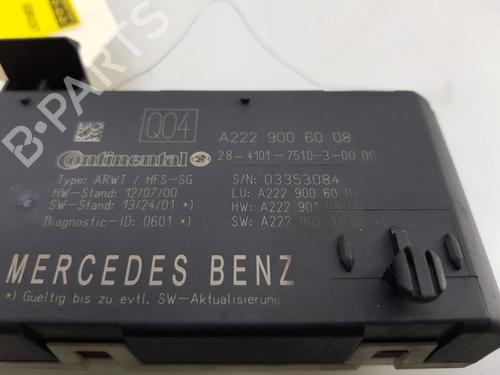 Q04
A222 900 60 08
Continental
28-4101-7510-3-00 00
Type: ARWT / HFS-SG
S/N: 03353084
HW-Stand: 12/07/00
LU: A222 900 60 08
SW-Stand: 13/24/01 *)
HW: A222 901
Diagnostic-ID: 0601 *)
SW: A222 902
MERCEDES BENZ
*) Gueltig bis zu evtl. SW-Aktualisierung
B-PARTS